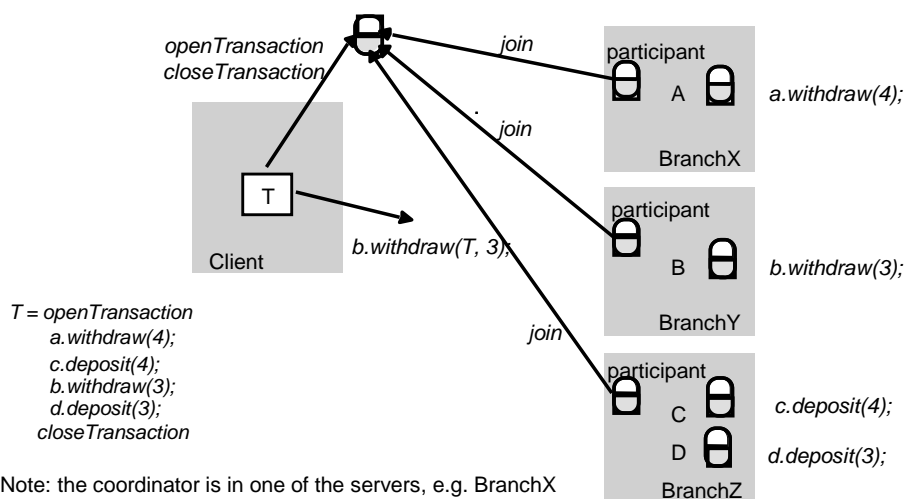 openTransaction
closeTransaction
join
participant
A
a.withdraw(4);
BranchX
.
join
T
b.withdraw(T, 3);
Client
participant
B
b.withdraw(3);
BranchY
join
participant
C
c.deposit(4);
D
d.deposit(3);
BranchZ
T = openTransaction
a.withdraw(4);
c.deposit(4);
b.withdraw(3);
d.deposit(3);
closeTransaction
Note: the coordinator is in one of the servers, e.g. BranchX